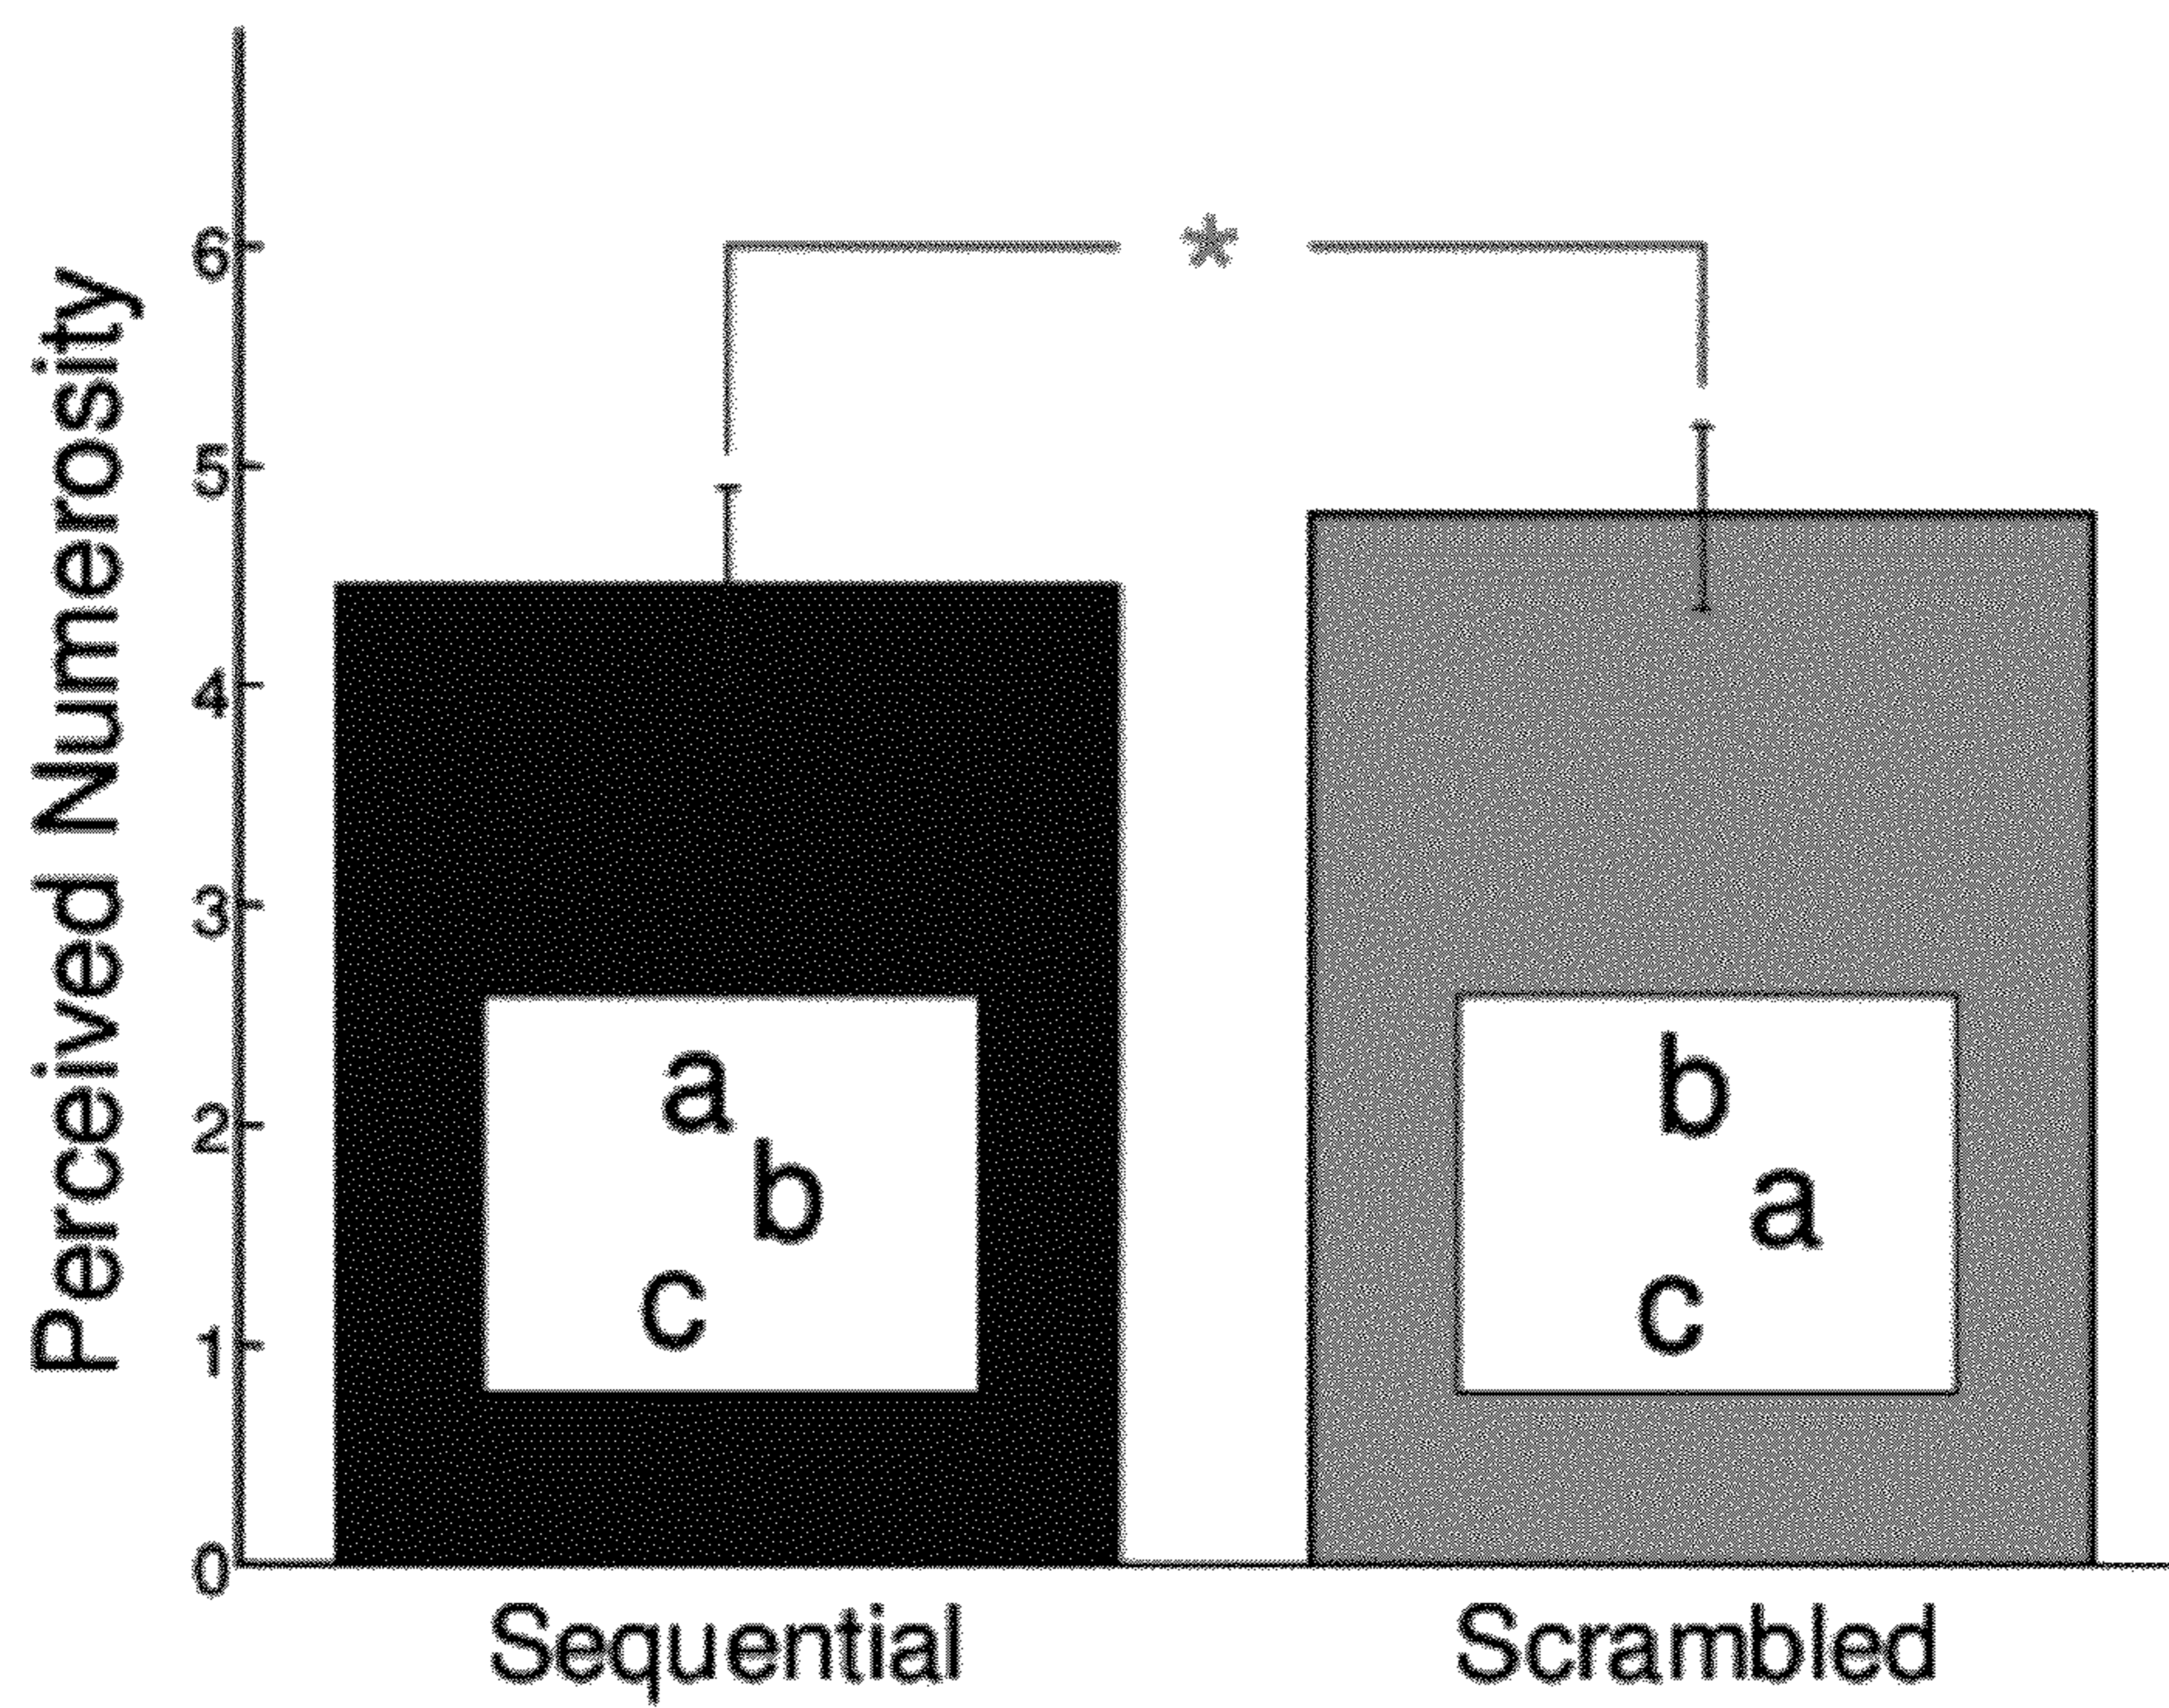 Perceived Numerosity
6
5
4
3
2
1
0
*
a
b
c
b
a
c
Sequential
Scrambled